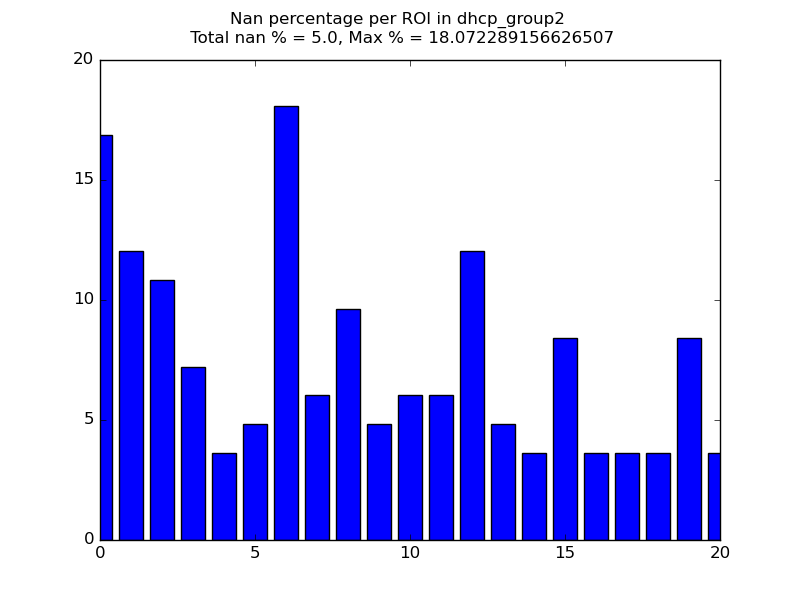 Nan percentage per ROI in dhcp_group2
Total nan % = 5.0, Max % = 18.072289156626507
20
15
10
5
0
0 5 10 15 20